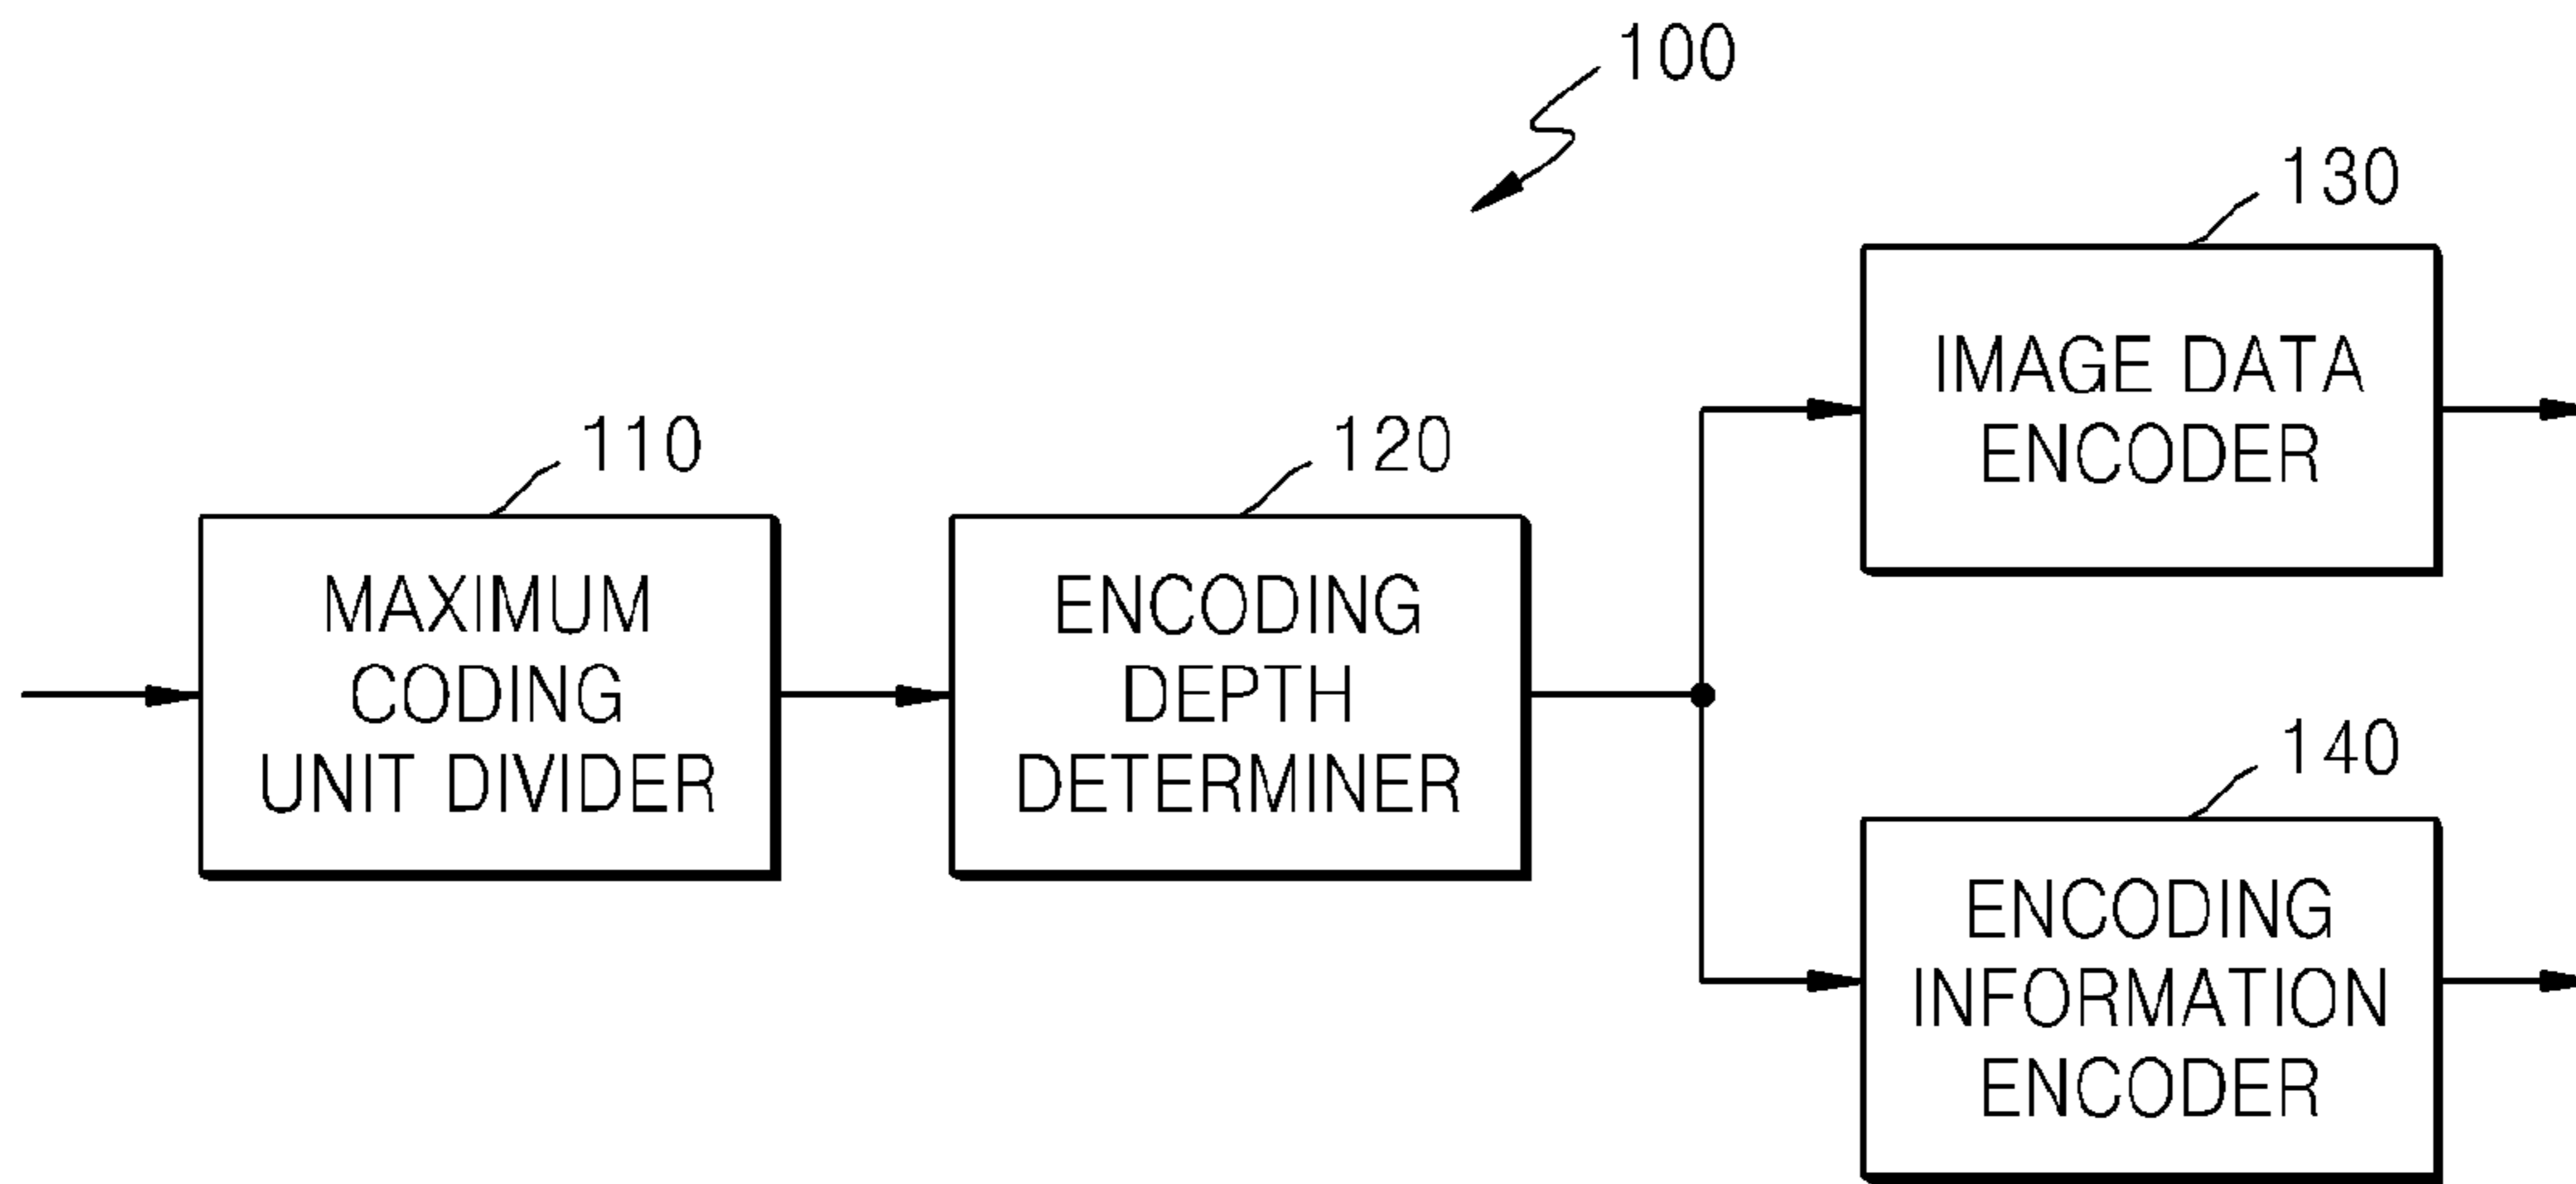 100
110
MAXIMUM
CODING
UNIT DIVIDER
120
ENCODING
DEPTH
DETERMINER
130
IMAGE DATA
ENCODER
140
ENCODING
INFORMATION
ENCODER